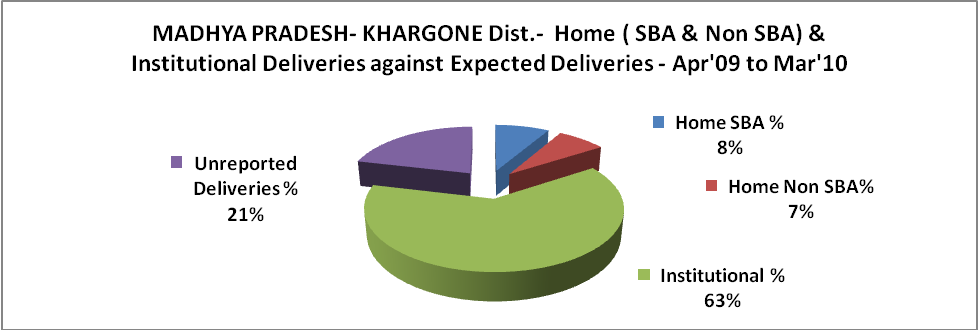 MADHYA PRADESH- KHARGONE Dist.- Home ( SBA & Non SBA) &
Institutional Deliveries against Expected Deliveries - Apr'09 to Mar'10
Home SBA %
8%
Unreported
Deliveries %
21%
Home Non SBA%
7%
Institutional %
63%